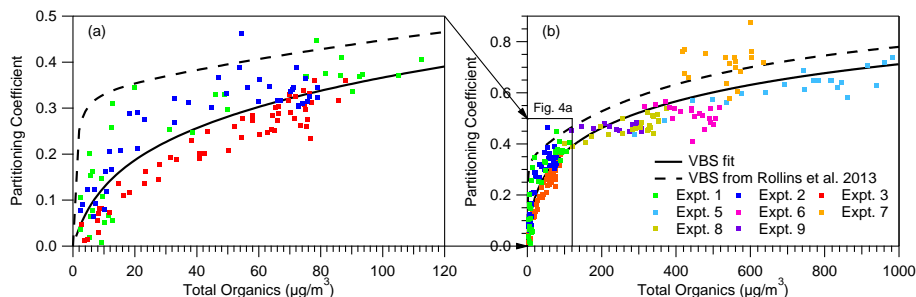 (a)
Partitioning Coefficient
0.5
0.4
0.3
0.2
0.1
0.0
0 20 40 60 80 100 120
Total Organics (µg/m³)
(b)
Partitioning Coefficient
0.8
0.6
0.4
0.2
0.0
0 200 400 600 800 1000
Total Organics (µg/m³)
Fig. 4a
VBS fit
VBS from Rollins et al. 2013
Expt. 1 Expt. 2 Expt. 3
Expt. 5 Expt. 6 Expt. 7
Expt. 8 Expt. 9